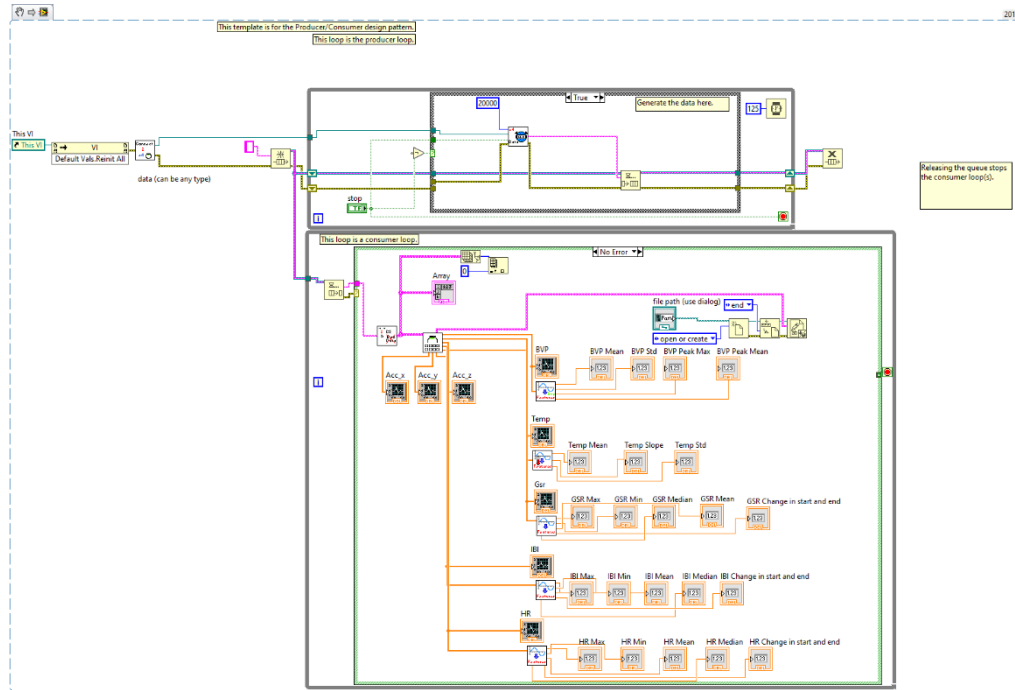 201
This template is for the Producer/Consumer design pattern.
This loop is the producer loop.
True
20000
Generate the data here.
125
This VI
This VI
VI
Default Vals.Reinit All
data (can be any type)
stop
TF
i
Releasing the queue stops
the consumer loop(s).
This loop is a consumer loop.
No Error
0
Array
file path (use dialog)
end
Path
open or create
i
BVP
BVP Mean
BVP Std
BVP Peak Max
BVP Peak Mean
Acc_x
Acc_y
Acc_z
Temp
Temp Mean
Temp Slope
Temp Std
Gsr
GSR Max
GSR Min
GSR Median
GSR Mean
GSR Change in start and end
IBI
IBI Max
IBI Min
IBI Mean
IBI Median
IBI Change in start and end
HR
HR Max
HR Min
HR Mean
HR Median
HR Change in start and end